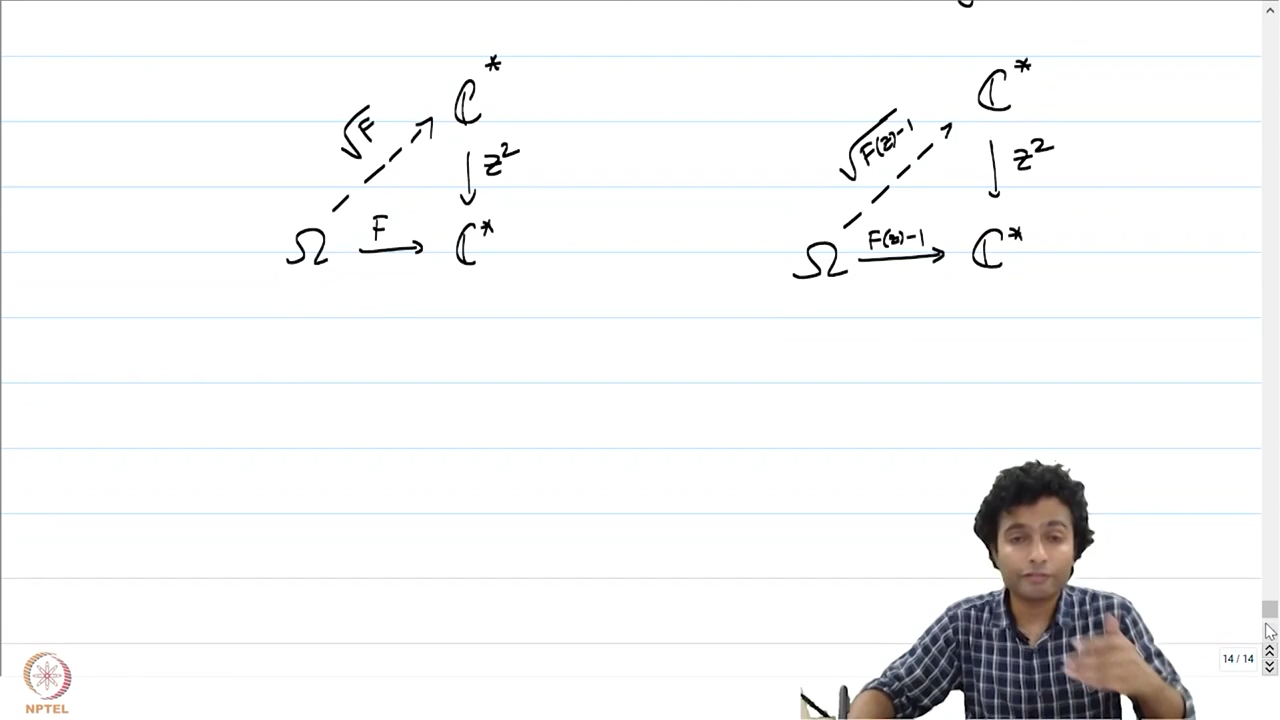 ℂ* ℂ*
√F √F(z)-1
z² z²
F F(z)-1
Ω ℂ* Ω ℂ*
14 / 14
NPTEL